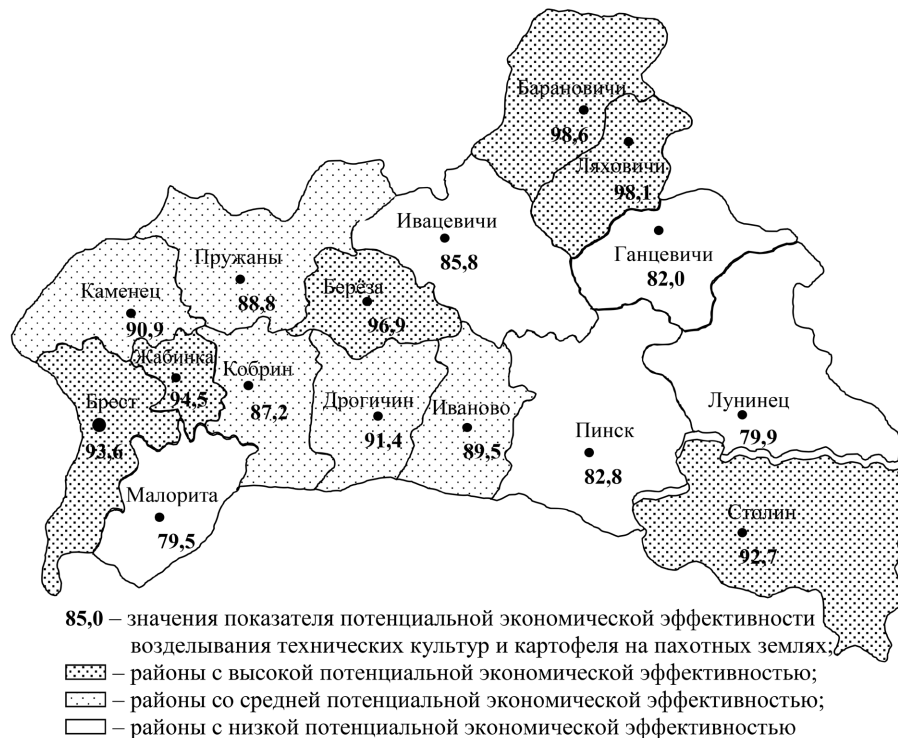 Барановичи
98,6
Ляховичи
98,1
Ивацевичи
85,8
Ганцевичи
82,0
Пружаны
88,8
Каменец
90,9
Берёза
96,9
Жабинка
94,5
Кобрин
87,2
Брест
93,6
Дрогичин
91,4
Иваново
89,5
Пинск
82,8
Лунинец
79,9
Малорита
79,5
Столин
92,7
85,0 – значения показателя потенциальной экономической эффективности
возделывания технических культур и картофеля на пахотных землях;
– районы с высокой потенциальной экономической эффективностью;
– районы со средней потенциальной экономической эффективностью;
– районы с низкой потенциальной экономической эффективностью